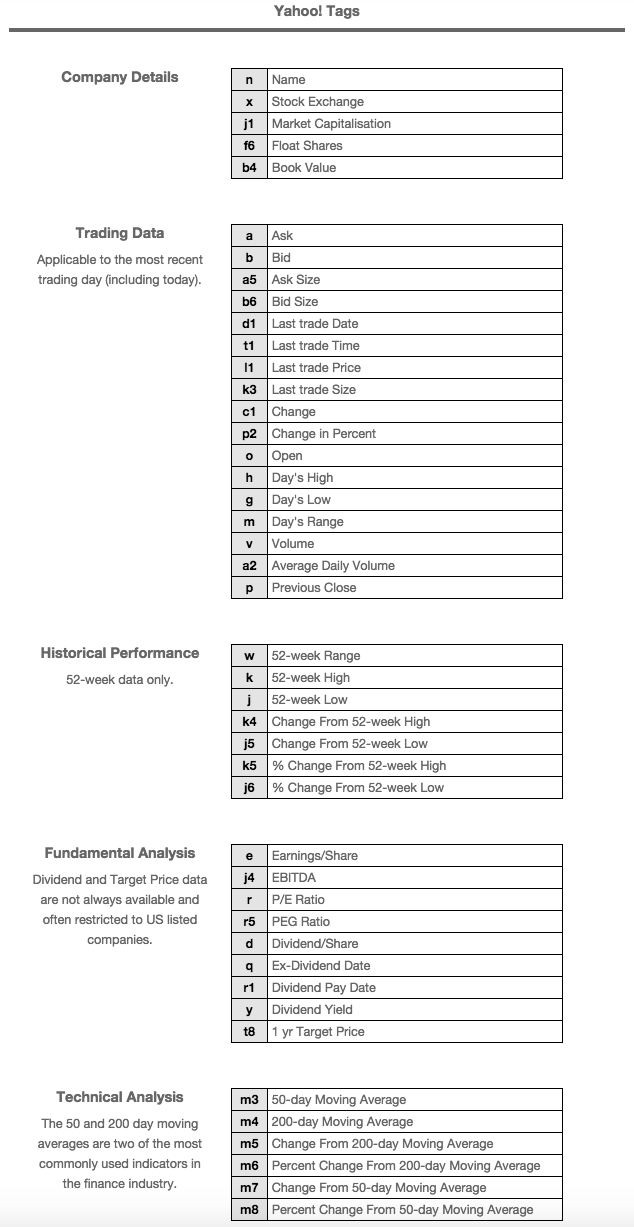 Yahoo! Tags
Company Details
n Name
x Stock Exchange
j1 Market Capitalisation
f6 Float Shares
b4 Book Value
Trading Data
Applicable to the most recent
trading day (including today).
a Ask
b Bid
a5 Ask Size
b6 Bid Size
d1 Last trade Date
t1 Last trade Time
l1 Last trade Price
k3 Last trade Size
c1 Change
p2 Change in Percent
o Open
h Day's High
g Day's Low
m Day's Range
v Volume
a2 Average Daily Volume
p Previous Close
Historical Performance
52-week data only.
w 52-week Range
k 52-week High
j 52-week Low
k4 Change From 52-week High
j5 Change From 52-week Low
k5 % Change From 52-week High
j6 % Change From 52-week Low
Fundamental Analysis
Dividend and Target Price data
are not always available and
often restricted to US listed
companies.
e Earnings/Share
j4 EBITDA
r P/E Ratio
r5 PEG Ratio
d Dividend/Share
q Ex-Dividend Date
r1 Dividend Pay Date
y Dividend Yield
t8 1 yr Target Price
Technical Analysis
The 50 and 200 day moving
averages are two of the most
commonly used indicators in
the finance industry.
m3 50-day Moving Average
m4 200-day Moving Average
m5 Change From 200-day Moving Average
m6 Percent Change From 200-day Moving Average
m7 Change From 50-day Moving Average
m8 Percent Change From 50-day Moving Average